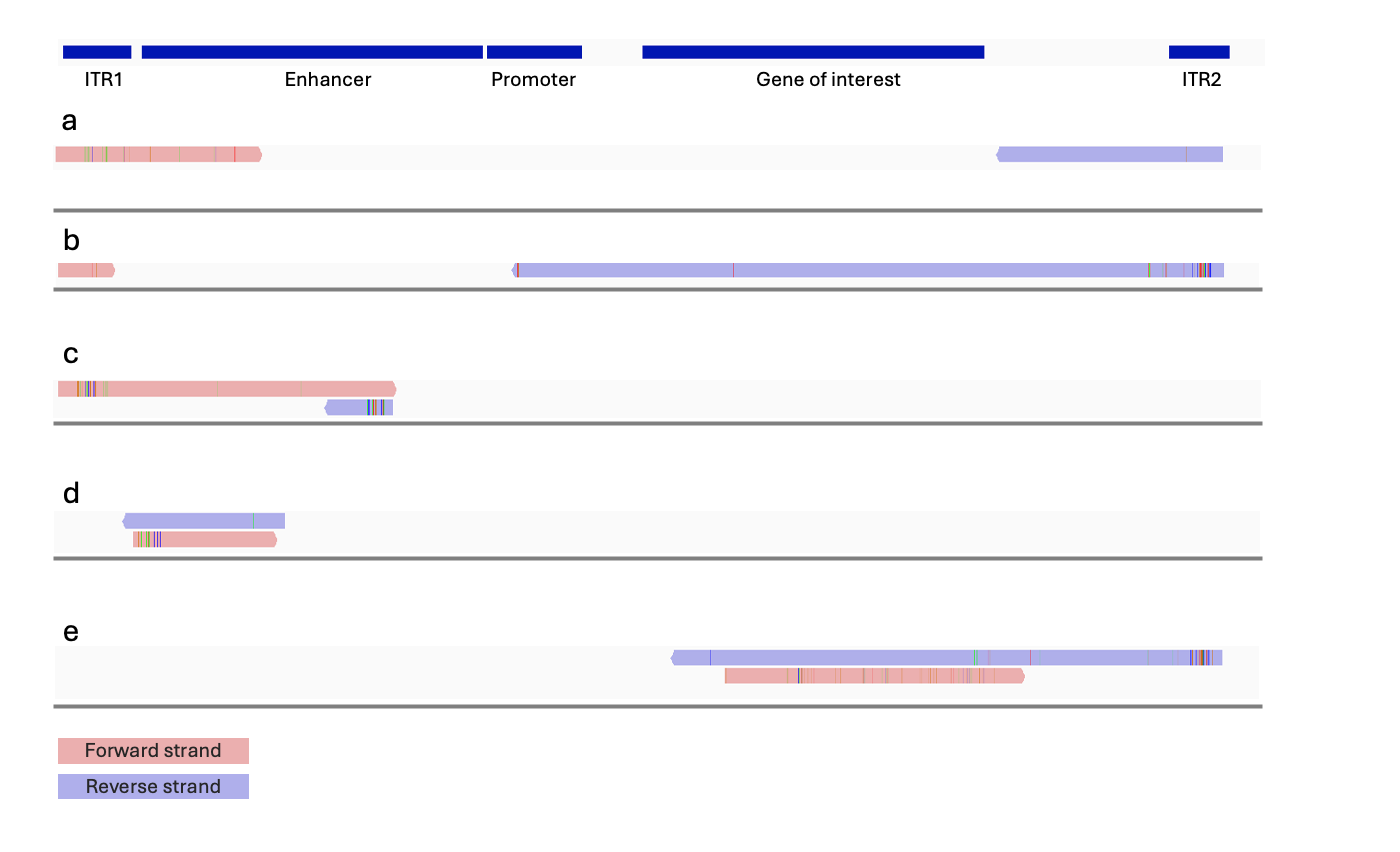 ITR1 Enhancer Promoter Gene of interest ITR2
a
b
c
d
e
Forward strand
Reverse strand